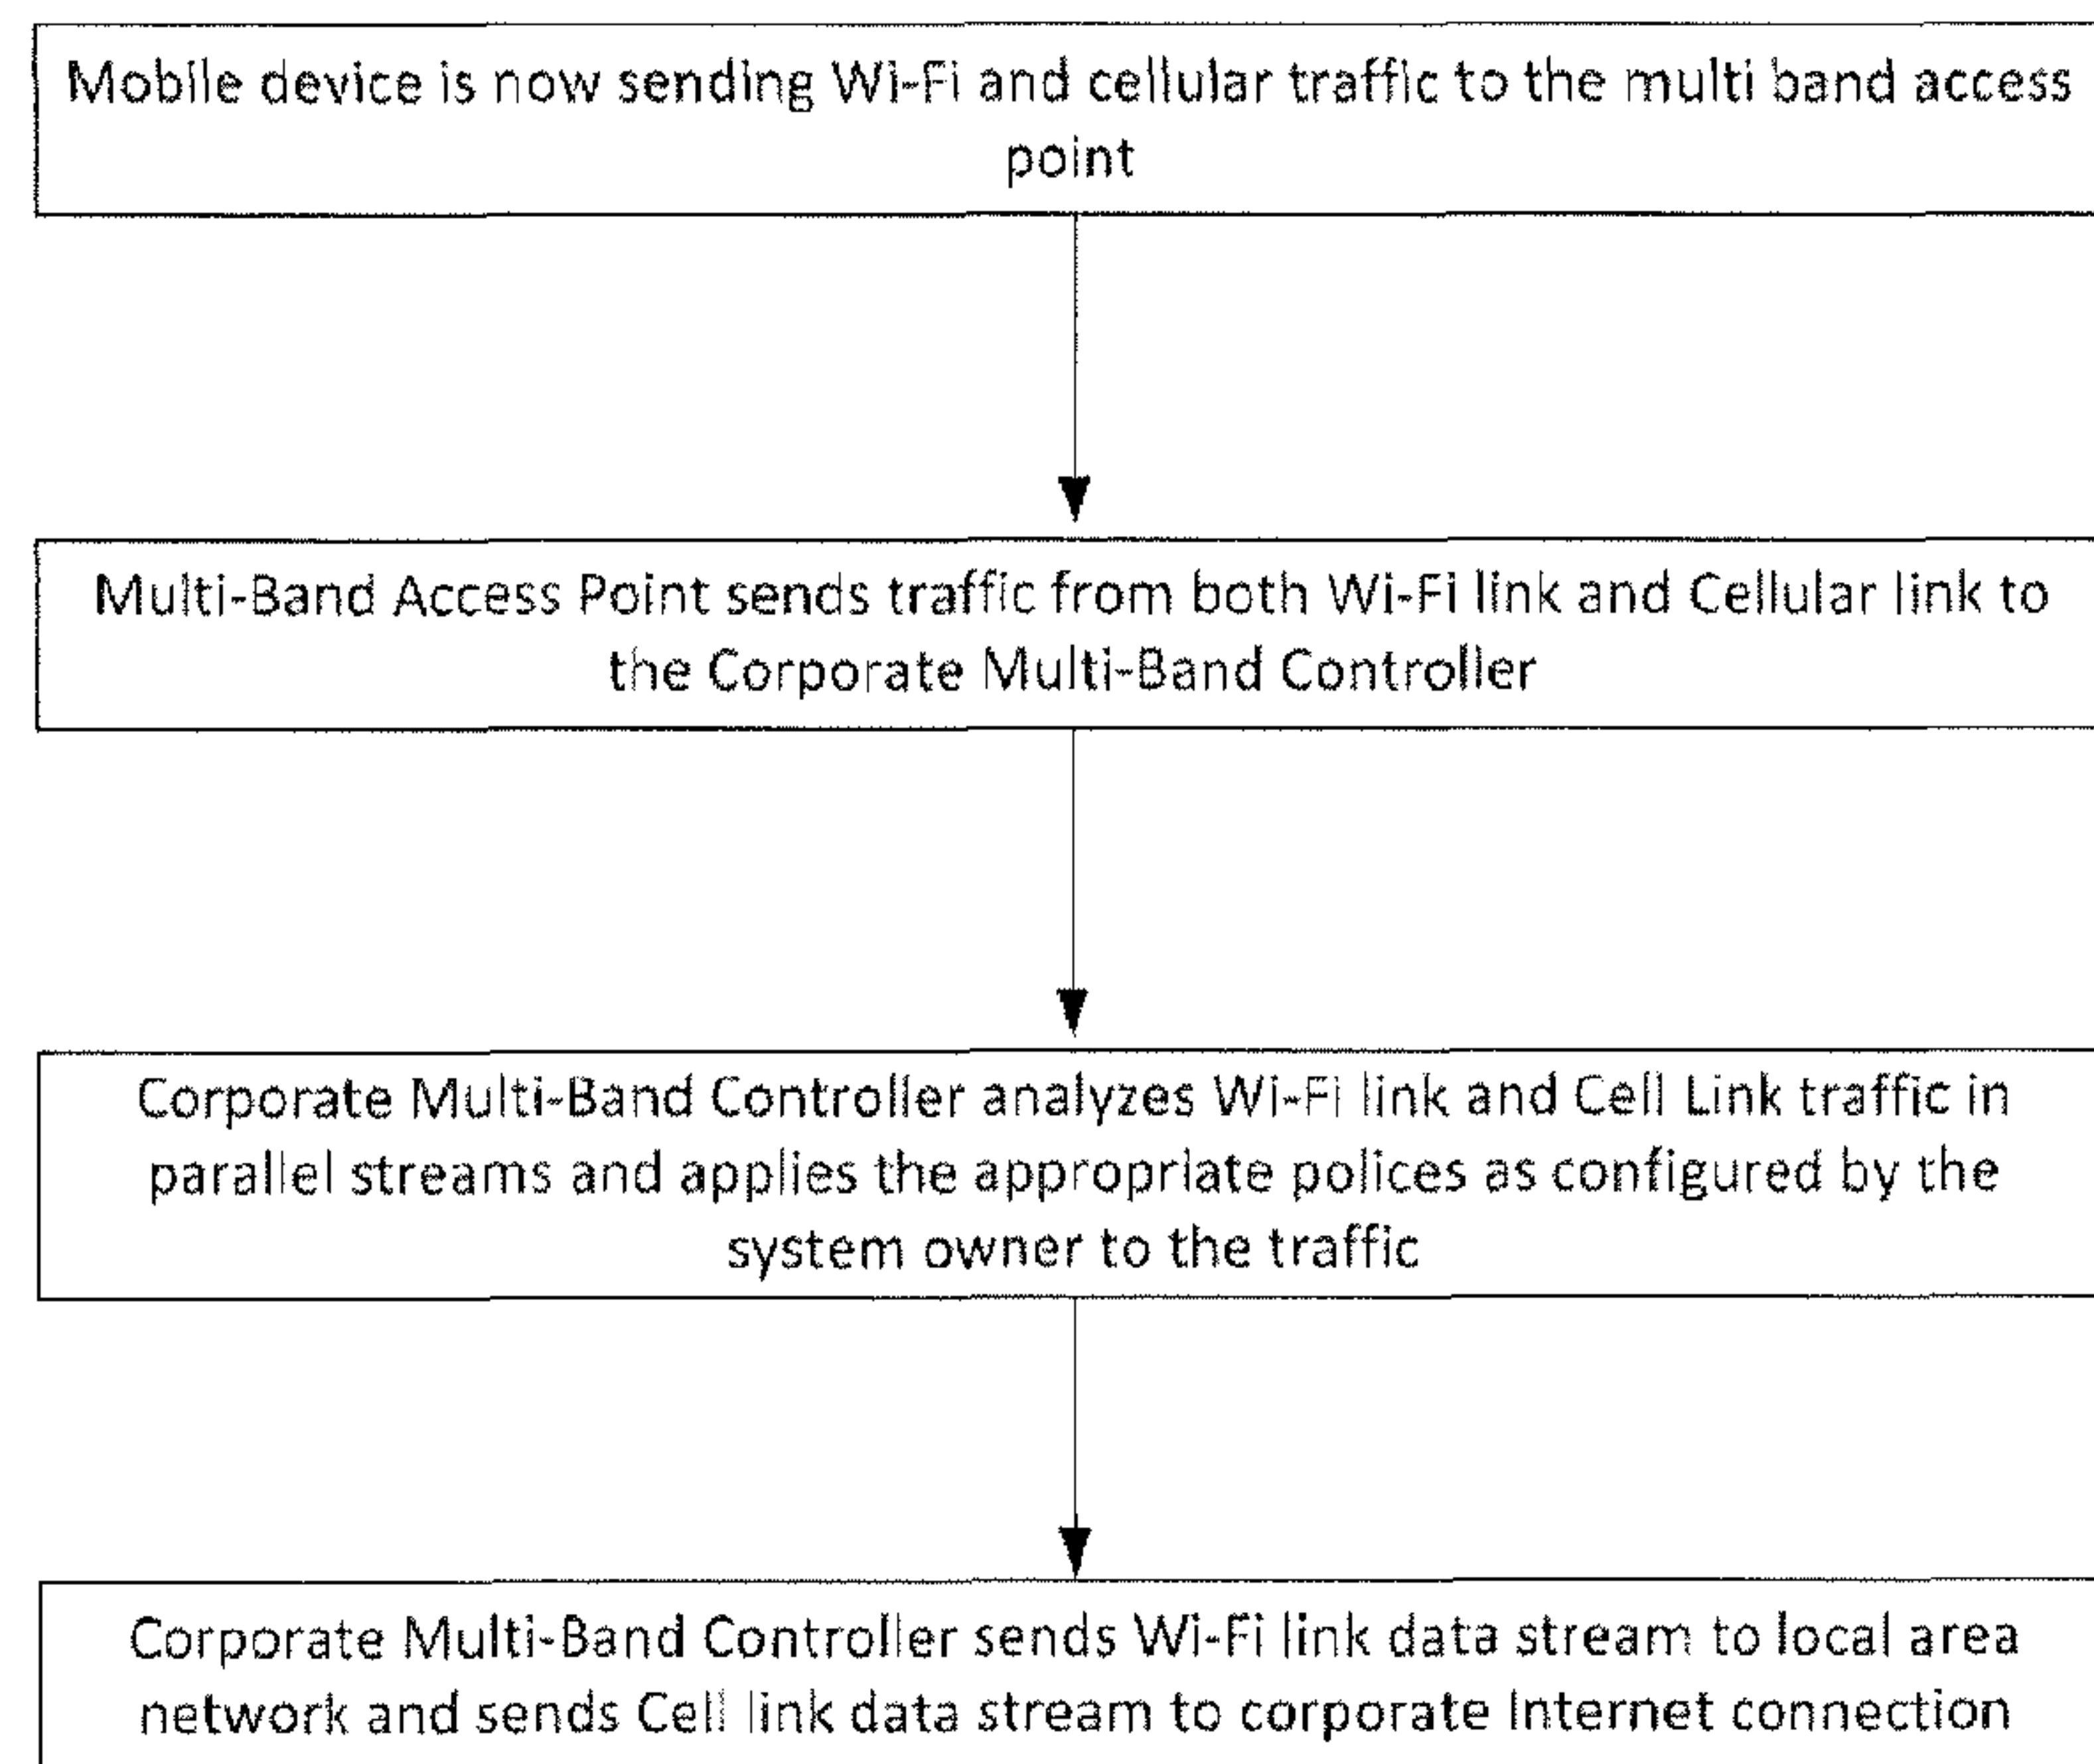 Mobile device is now sending Wi-Fi and cellular traffic to the multi band access
point
Multi-Band Access Point sends traffic from both Wi-Fi link and Cellular link to
the Corporate Multi-Band Controller
Corporate Multi-Band Controller analyzes Wi-Fi link and Cell Link traffic in
parallel streams and applies the appropriate polices as configured by the
system owner to the traffic
Corporate Multi-Band Controller sends Wi-Fi link data stream to local area
network and sends Cell link data stream to corporate Internet connection